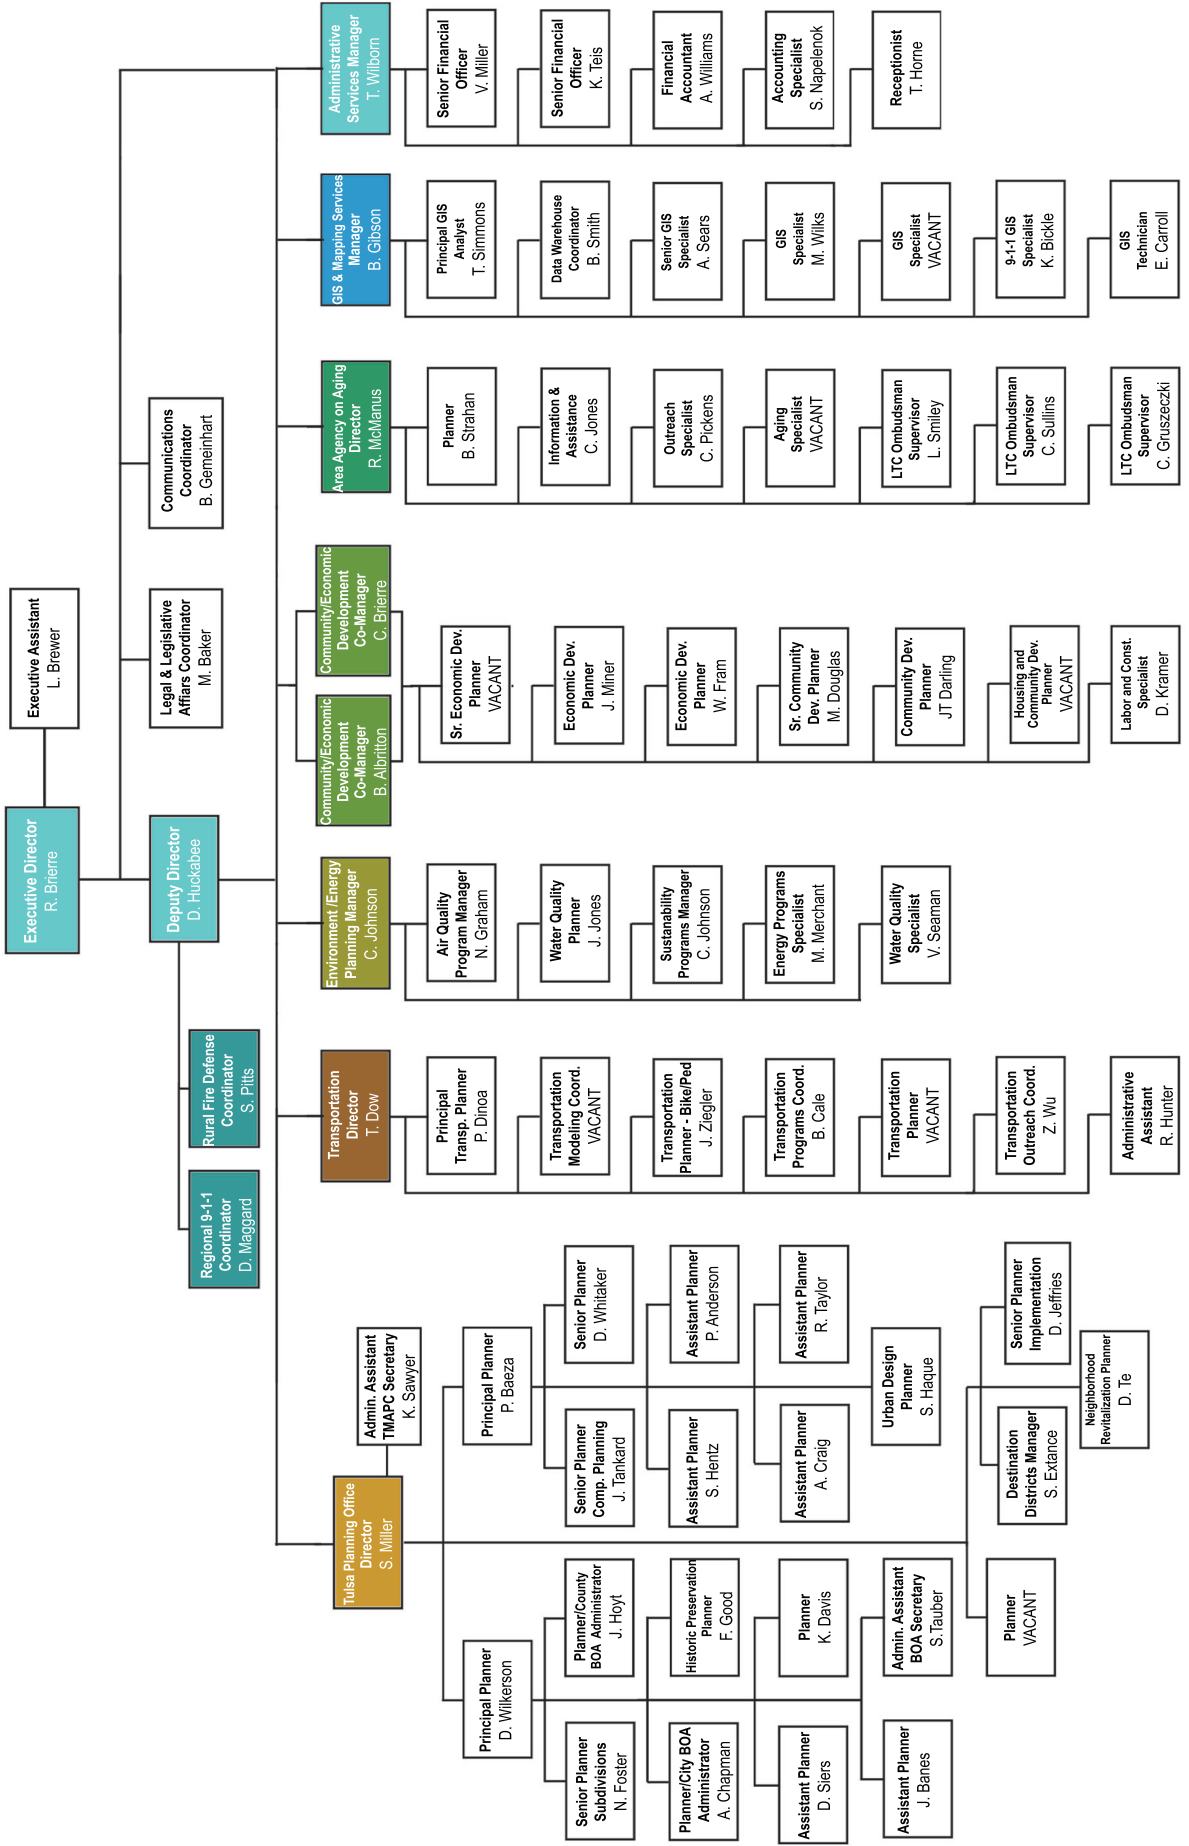 Executive Director
R. Brierre
Executive Assistant
L. Brewer
Deputy Director
D. Huckabee
Legal & Legislative
Affiars Coordinator
M. Baker
Communications
Coordinator
B. Gemeinhart
Regional 9-1-1
Coordinator
D. Maggard
Rural Fire Defense
Coordinator
S. Pitts
Tulsa Planning Office
Director
S. Miller
Admin. Assistant
TMAPC Secretary
K. Sawyer
Principal Planner
D. Wilkerson
Senior Planner
Subdivisions
N. Foster
Planner/County
BOA Administrator
J. Hoyt
Planner/City BOA
Administrator
A. Chapman
Historic Preservation
Planner
F. Good
Assistant Planner
D. Siers
Planner
K. Davis
Assistant Planner
J. Banes
Admin. Assistant
BOA Secretary
S.Tauber
Principal Planner
P. Baeza
Senior Planner
Comp. Planning
J. Tankard
Senior Planner
D. Whitaker
Assistant Planner
S. Hentz
Assistant Planner
P. Anderson
Assistant Planner
A. Craig
Assistant Planner
R. Taylor
Urban Design
Planner
S. Haque
Planner
VACANT
Destination
Districts Manager
S. Extance
Senior Planner
Implementation
D. Jeffries
Neighborhood
Revitalization Planner
D. Te
Transportation
Director
T. Dow
Principal
Transp. Planner
P. Dinoa
Transportation
Modeling Coord.
VACANT
Transportation
Planner - Bike/Ped
J. Ziegler
Transportation
Programs Coord.
B. Cale
Transportation
Planner
VACANT
Transportation
Outreach Coord.
Z. Wu
Administrative
Assistant
R. Hunter
Environment /Energy
Planning Manager
C. Johnson
Air Quality
Program Manager
N. Graham
Water Quality
Planner
J. Jones
Sustanability
Programs Manager
C. Johnson
Energy Programs
Specialist
M. Merchant
Water Quality
Specialist
V. Seaman
Community/Economic
Development
Co-Manager
B. Albritton
Community/Economic
Development
Co-Manager
C. Brierre
Sr. Economic Dev.
Planner
VACANT
Economic Dev.
Planner
J. Miner
Economic Dev.
Planner
W. Fram
Sr. Community
Dev. Planner
M. Douglas
Community Dev.
Planner
JT Darling
Housing and
Community Dev.
Planner
VACANT
Labor and Const.
Specialist
D. Kramer
Area Agency on Aging
Director
R. McManus
Planner
B. Strahan
Information &
Assistance
C. Jones
Outreach
Specialist
C. Pickens
Aging
Specialist
VACANT
LTC Ombudsman
Supervisor
L. Smiley
LTC Ombudsman
Supervisor
C. Sullins
LTC Ombudsman
Supervisor
C. Gruszeczki
GIS & Mapping Services
Manager
B. Gibson
Principal GIS
Analyst
T. Simmons
Data Warehouse
Coordinator
B. Smith
Senior GIS
Specialist
A. Sears
GIS
Specialist
M. Wilks
GIS
Specialist
VACANT
9-1-1 GIS
Specialist
K. Bickle
GIS
Technician
E. Carroll
Administrative
Services Manager
T. Wilborn
Senior Financial
Officer
V. Miller
Senior Financial
Officer
K. Teis
Financial
Accountant
A. Williams
Accounting
Specialist
S. Napelenok
Receptionist
T. Horne